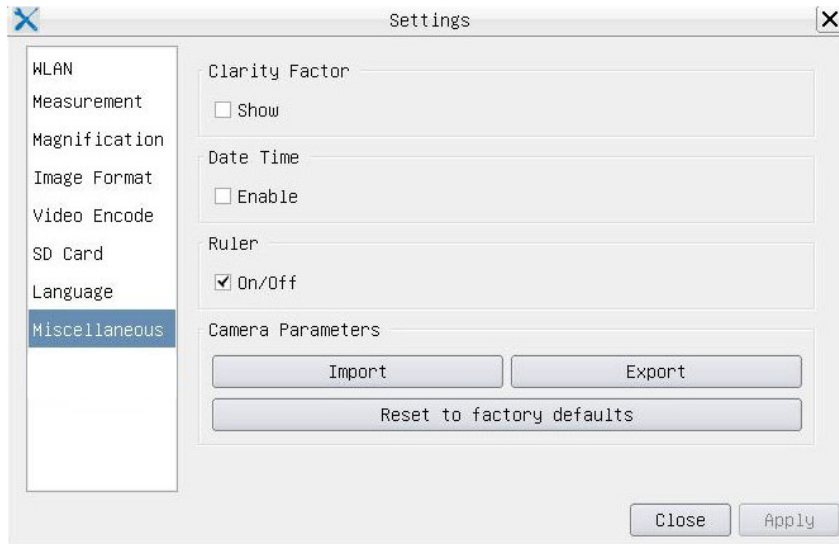 Settings
WLAN
Measurement
Magnification
Image Format
Video Encode
SD Card
Language
Miscellaneous
Clarity Factor
Show
Date Time
Enable
Ruler
On/Off
Camera Parameters
Import Export
Reset to factory defaults
Close Apply